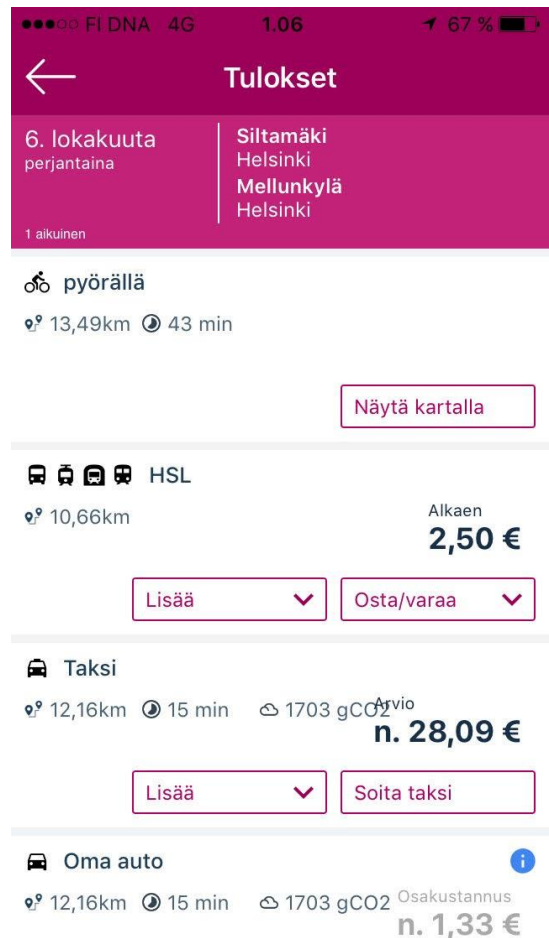 FI DNA 4G 1.06 67 %
Tulokset
6. lokakuuta
perjantaina
1 aikuinen
Siltamäki
Helsinki
Mellunkylä
Helsinki
pyörällä
13,49km 43 min
Näytä kartalla
HSL
10,66km
Alkaen
2,50 €
Lisää
Osta/varaa
Taksi
12,16km 15 min 1703 gCO2
Arvio
n. 28,09 €
Lisää
Soita taksi
Oma auto
12,16km 15 min 1703 gCO2
Osakustannus
n. 1,33 €